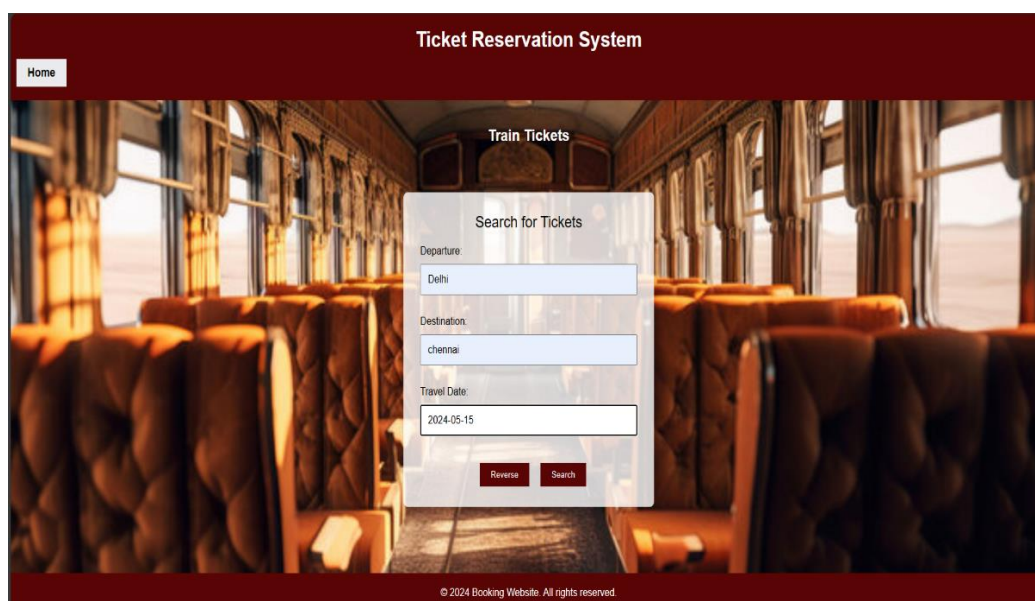 Ticket Reservation System
Home
Train Tickets
Search for Tickets
Departure:
Delhi
Destination:
chennai
Travel Date:
2024-05-15
Reverse Search
© 2024 Booking Website. All rights reserved.